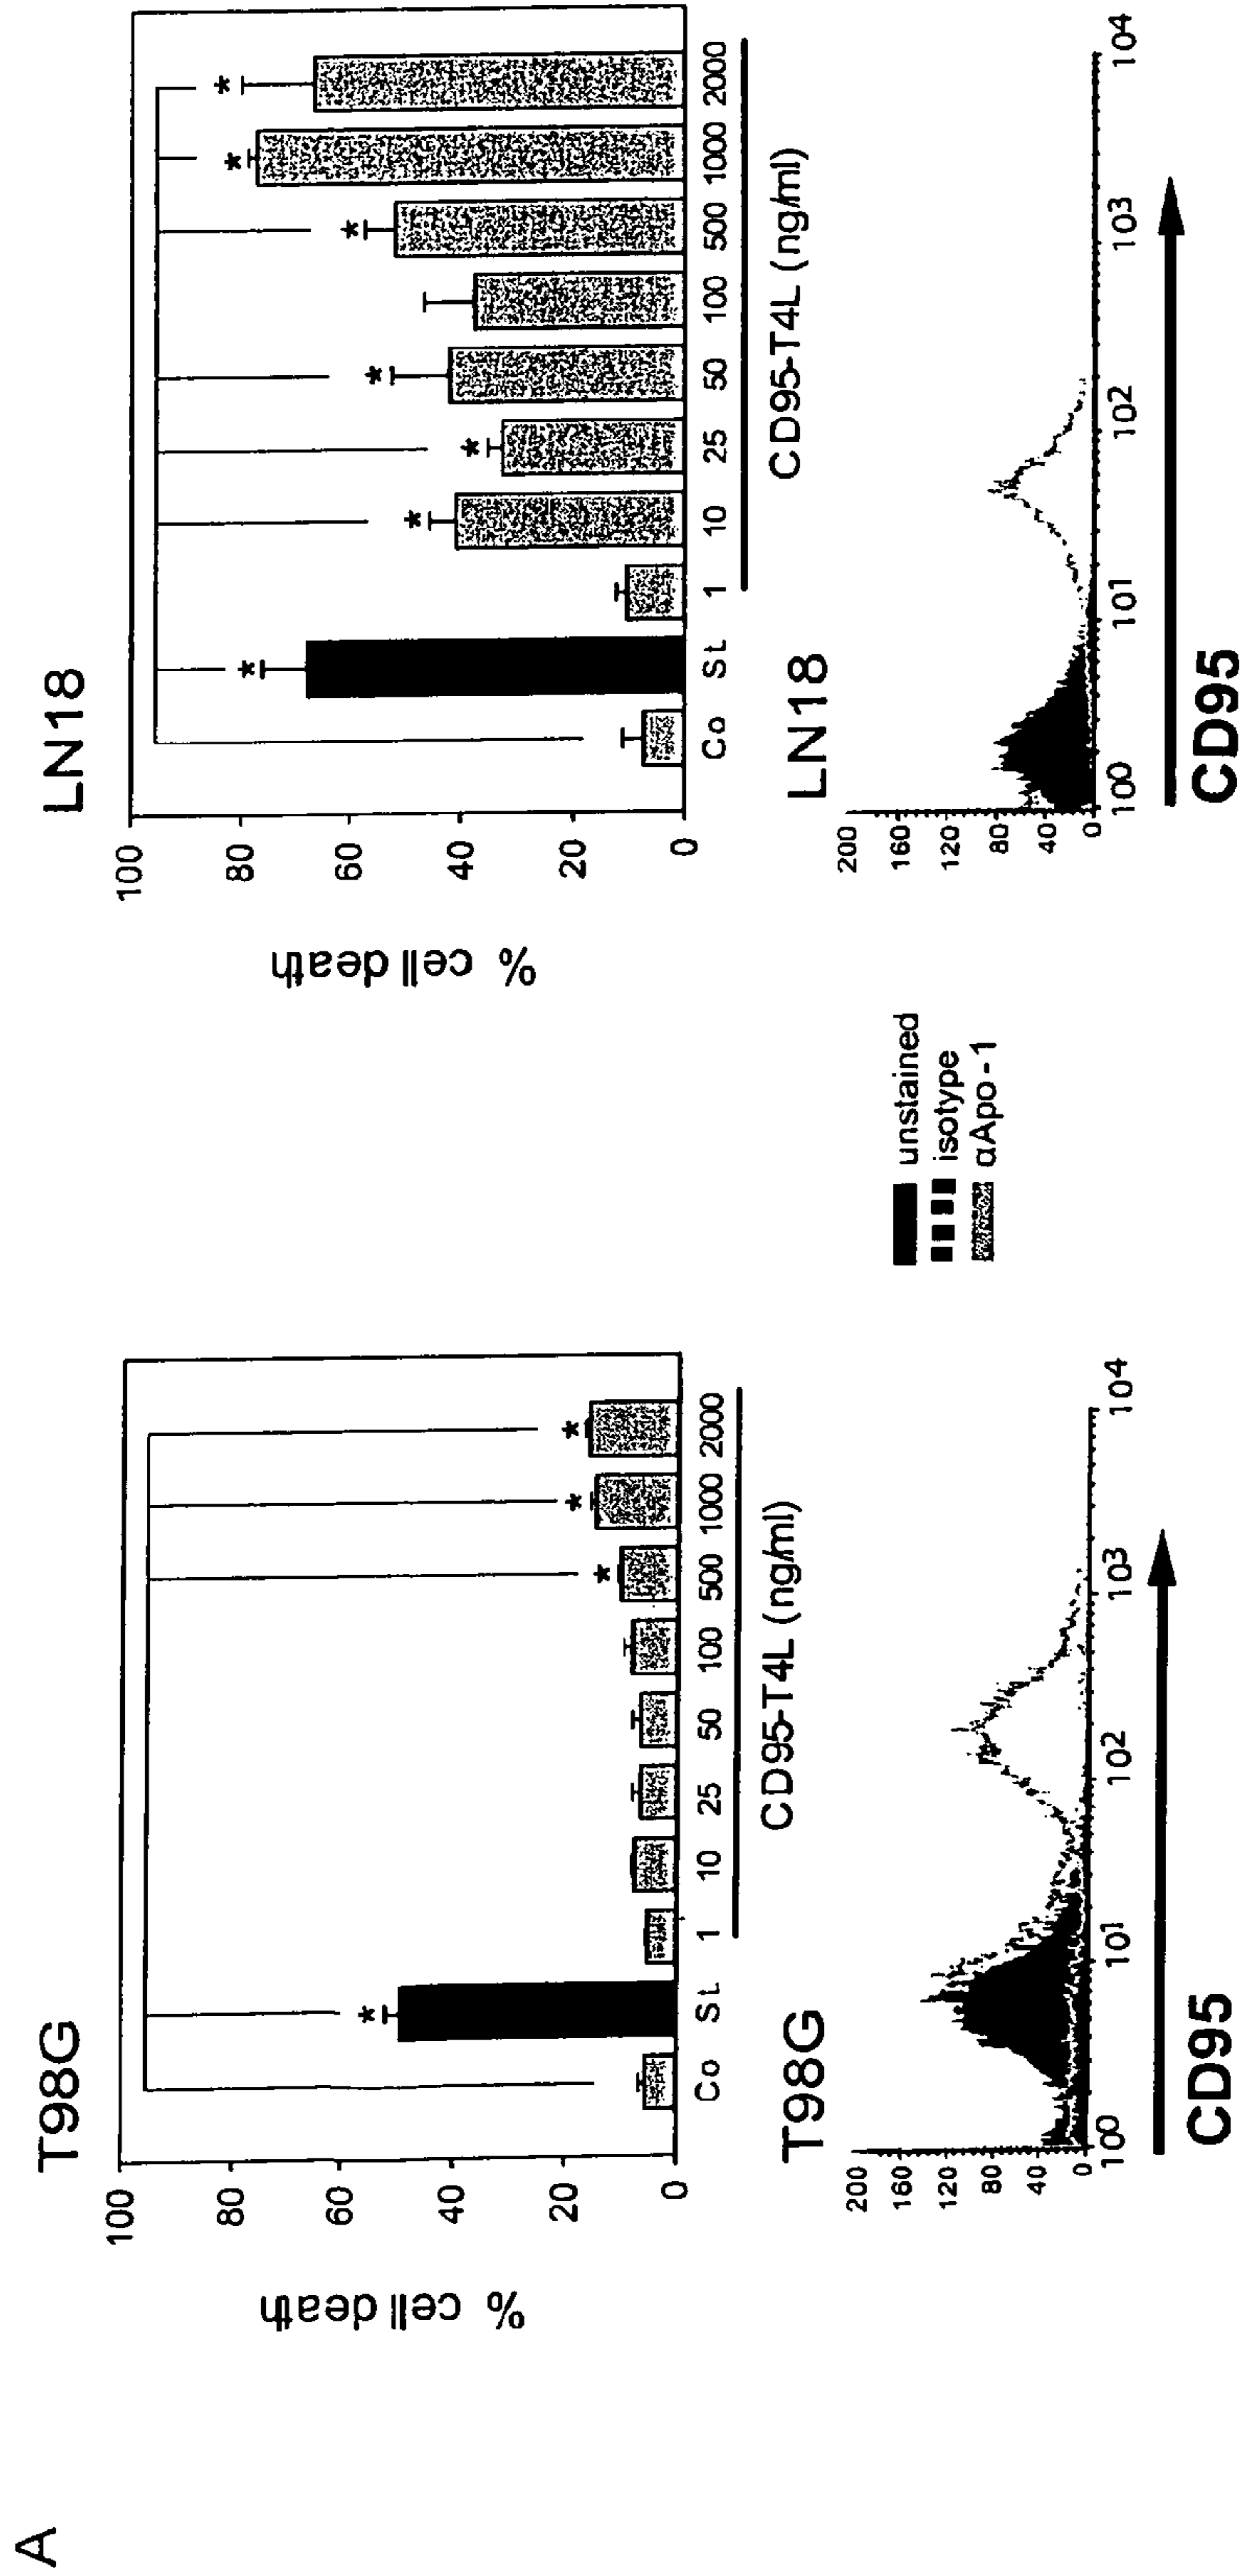 A
T98G
% cell death
100
80
60
40
20
0
Co St 1 10 25 50 100 500 1000 2000
* * * *
CD95-T4L (ng/ml)
LN18
% cell death
100
80
60
40
20
0
Co St 1 10 25 50 100 500 1000 2000
* * * * * * *
CD95-T4L (ng/ml)
T98G
200
160
120
80
40
0
10⁰ 10¹ 10² 10³ 10⁴
CD95
unstained
isotype
αApo-1
LN18
200
160
120
80
40
0
10⁰ 10¹ 10² 10³ 10⁴
CD95